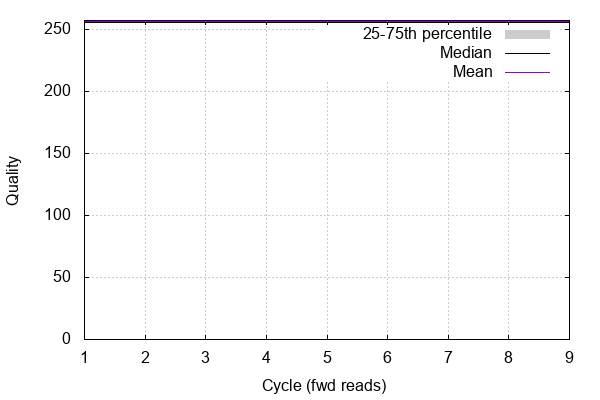 25-75th percentile
Median
Mean
250
200
150
100
50
0
Quality
1 2 3 4 5 6 7 8 9
Cycle (fwd reads)